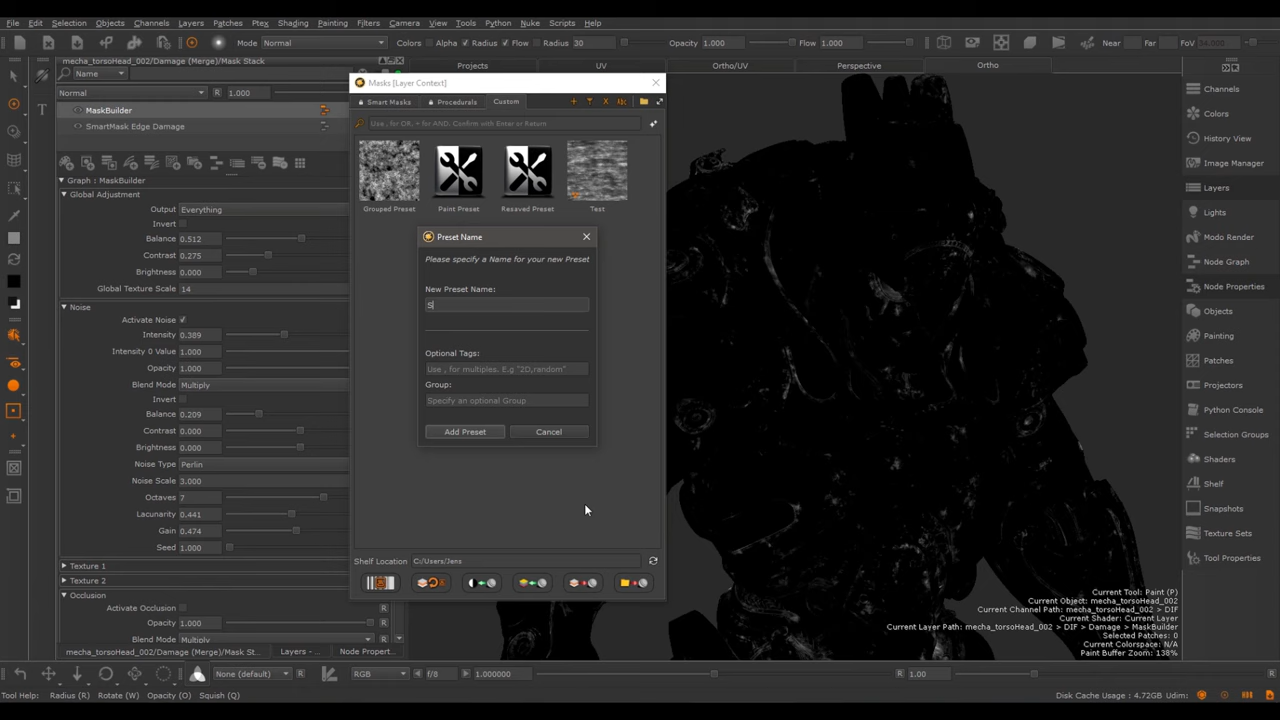 File Edit Selection Objects Channels Layers Patches Ptex Shading Painting Filters Camera View Tools Python Nuke Scripts Help
Mode Normal Colors Alpha Radius Flow Radius 30 Opacity 1.000 Flow 1.000 Near Far FoV 24.000
mecha_torsoHead_002/Damage (Merge)/Mask Stack
Projects UV Ortho/UV Perspective Ortho
Name
Normal 1.000
MaskBuilder
SmartMask Edge Damage
Graph : MaskBuilder
Global Adjustment
Output Everything
Invert
Balance 0.512
Contrast 0.275
Brightness 0.000
Global Texture Scale 14
Noise
Activate Noise
Intensity 0.389
Intensity 0 Value 1.000
Opacity 1.000
Blend Mode Multiply
Invert
Balance 0.209
Contrast 0.000
Brightness 0.000
Noise Type Perlin
Noise Scale 3.000
Octaves 7
Lacunarity 0.441
Gain 0.474
Seed 1.000
Texture 1
Texture 2
Occlusion
Activate Occlusion R
Opacity 1.000 R
Blend Mode Multiply R
mecha_torsoHead_002/Damage (Merge)/Mask St... Layers - ... Node Propert...
Masks [Layer Context]
Smart Masks Procedurals Custom
Use , for OR, + for AND. Confirm with Enter or Return
Grouped Preset Paint Preset Resaved Preset Test
Preset Name
Please specify a Name for your new Preset
New Preset Name:
S
Optional Tags:
Use , for multiples. E.g "2D,random"
Group:
Specify an optional Group
Add Preset Cancel
Shelf Location C:/Users/Jens
Channels
Colors
History View
Image Manager
Layers
Lights
Modo Render
Node Graph
Node Properties
Objects
Painting
Patches
Projectors
Python Console
Selection Groups
Shaders
Shelf
Snapshots
Texture Sets
Tool Properties
Current Tool: Paint (P)
Current Object: mecha_torsoHead_002
Current Channel Path: mecha_torsoHead_002 > DIF
Current Shader: Current Layer
Current Layer Path: mecha_torsoHead_002 > DIF > Damage > MaskBuilder
Selected Patches: 0
Current Colorspace: N/A
Paint Buffer Zoom: 138%
None (default) R RGB f/8 1.000000 R 1.00 R
Tool Help: Radius (R) Rotate (W) Opacity (O) Squish (Q) Disk Cache Usage : 4.72GB Udim: